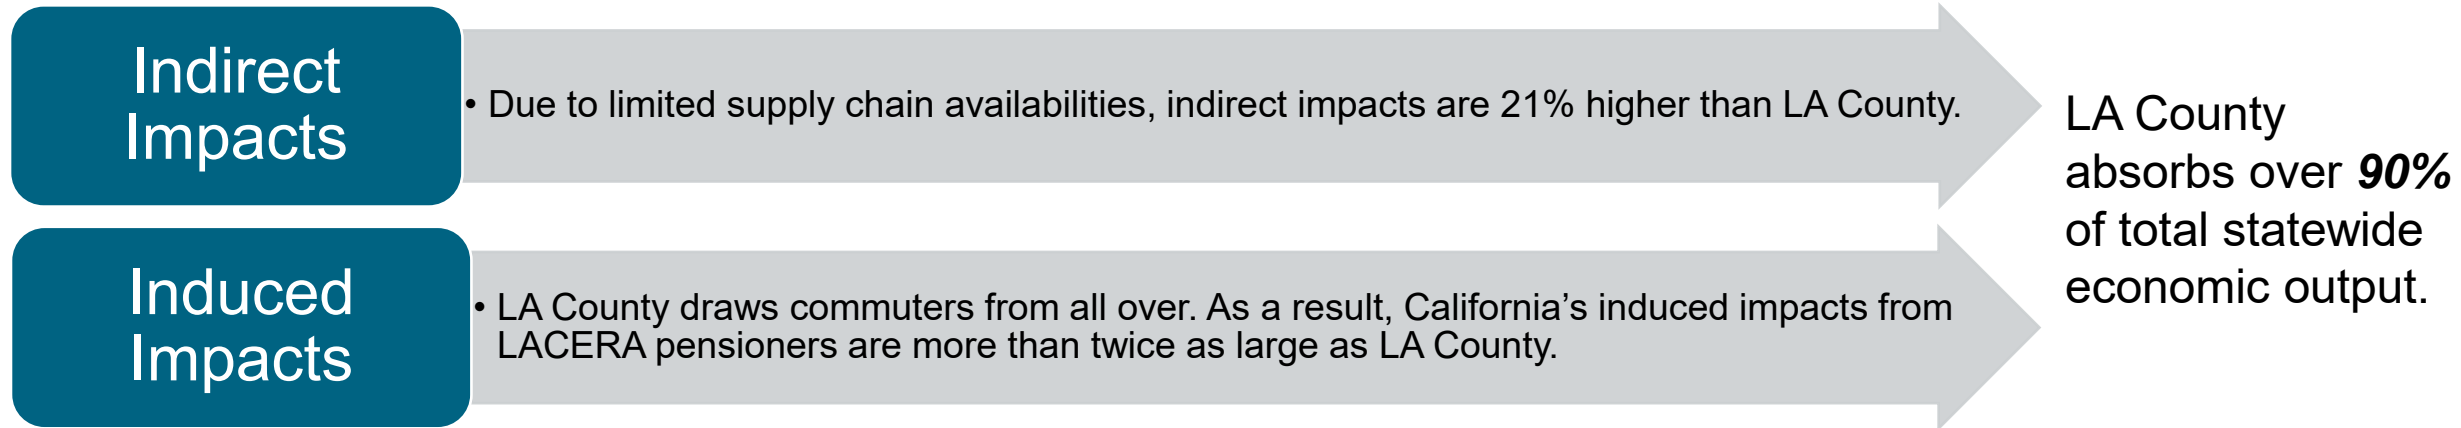 Indirect
Impacts
• Due to limited supply chain availabilities, indirect impacts are 21% higher than LA County.
Induced
Impacts
• LA County draws commuters from all over. As a result, California’s induced impacts from
LACERA pensioners are more than twice as large as LA County.
LA County
absorbs over 90%
of total statewide
economic output.